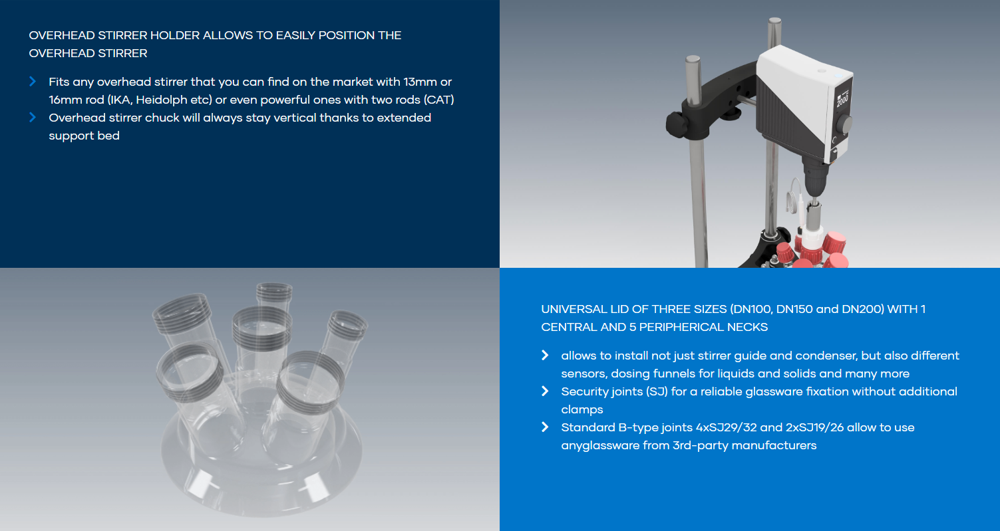 OVERHEAD STIRRER HOLDER ALLOWS TO EASILY POSITION THE
OVERHEAD STIRRER
Fits any overhead stirrer that you can find on the market with 13mm or
16mm rod (IKA, Heidolph etc) or even powerful ones with two rods (CAT)
Overhead stirrer chuck will always stay vertical thanks to extended
support bed
2000
UNIVERSAL LID OF THREE SIZES (DN100, DN150 and DN200) WITH 1
CENTRAL AND 5 PERIPHERICAL NECKS
allows to install not just stirrer guide and condenser, but also different
sensors, dosing funnels for liquids and solids and many more
Security joints (SJ) for a reliable glassware fixation without additional
clamps
Standard B-type joints 4xSJ29/32 and 2xSJ19/26 allow to use
anyglassware from 3rd-party manufacturers